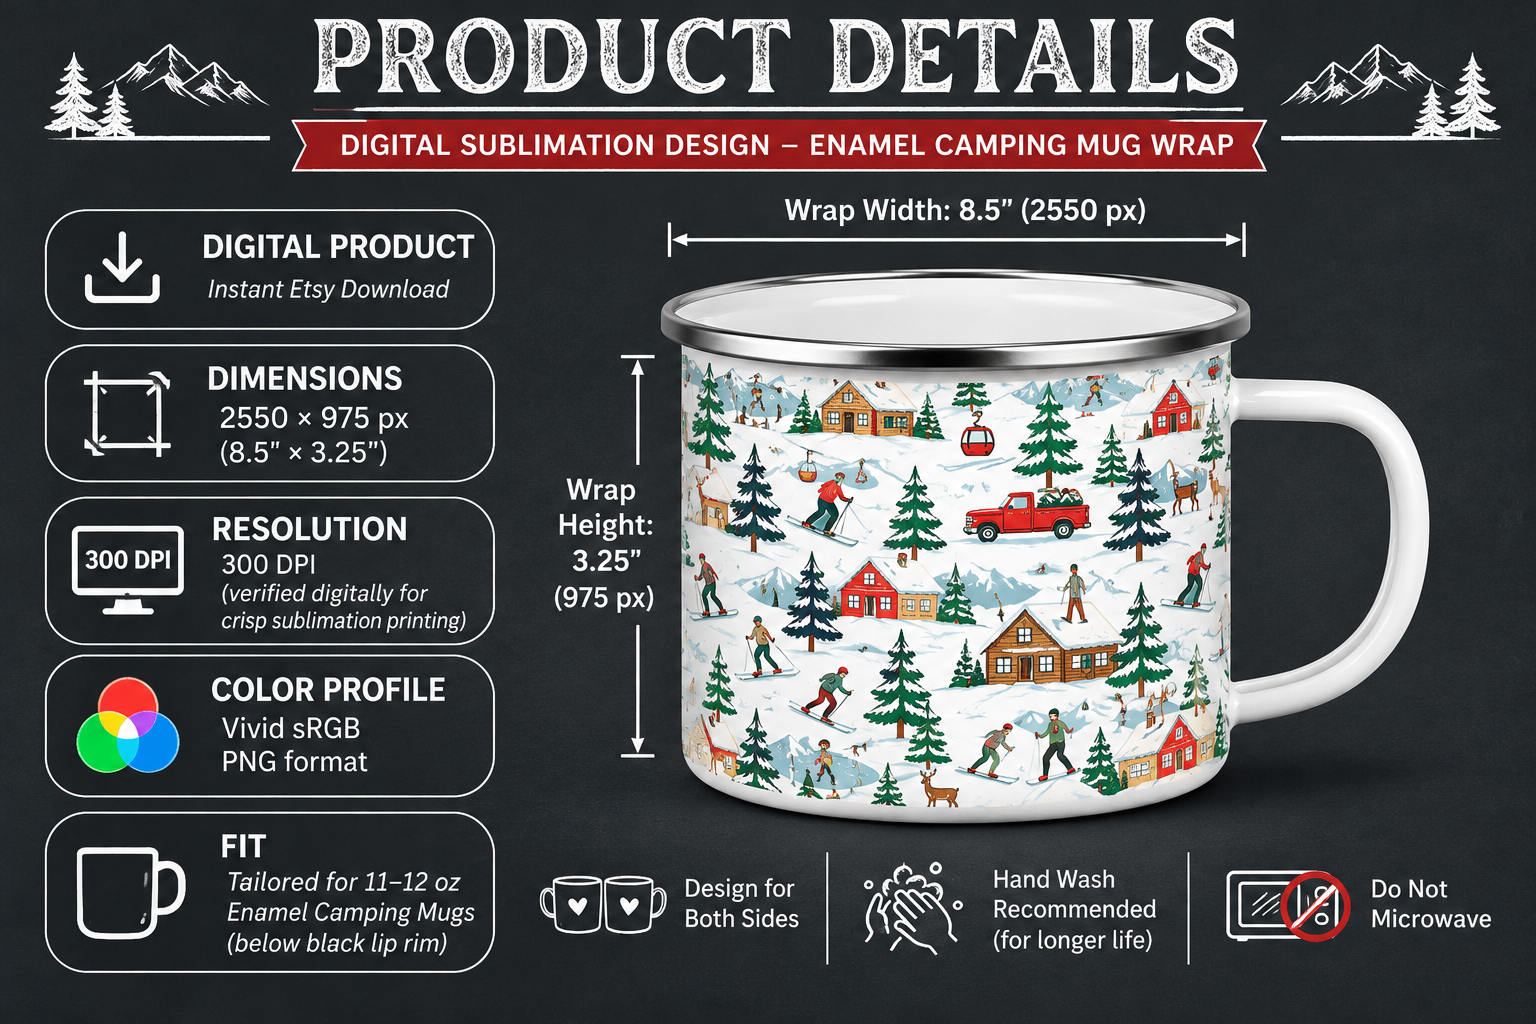 PRODUCT DETAILS
DIGITAL SUBLIMATION DESIGN – ENAMEL CAMPING MUG WRAP
DIGITAL PRODUCT
Instant Etsy Download
DIMENSIONS
2550 × 975 px
(8.5” × 3.25”)
300 DPI
RESOLUTION
300 DPI
(verified digitally for
crisp sublimation printing)
COLOR PROFILE
Vivid sRGB
PNG format
FIT
Tailored for 11–12 oz
Enamel Camping Mugs
(below black lip rim)
Wrap Width: 8.5” (2550 px)
Wrap
Height:
3.25”
(975 px)
Design for
Both Sides
Hand Wash
Recommended
(for longer life)
Do Not
Microwave